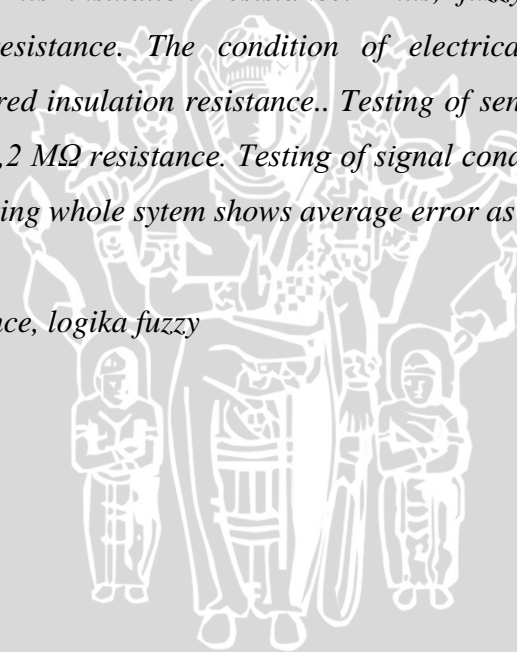 resistance. The condition of electrica
red insulation resistance.. Testing of sen
,2 MΩ resistance. Testing of signal cond
ing whole sytem shows average error as
nce, logika fuzzy